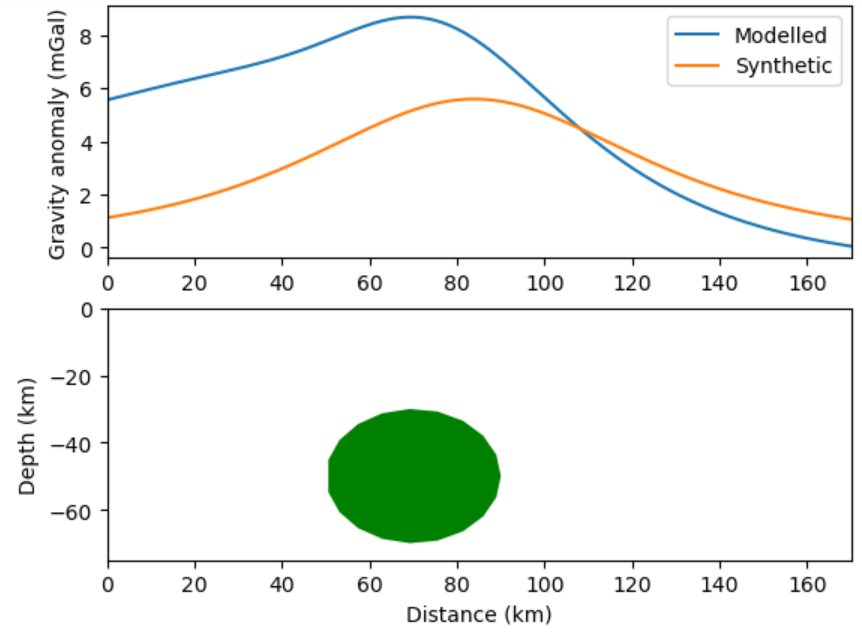 Gravity anomaly (mGal)
8
6
4
2
0
Modelled
Synthetic
0 20 40 60 80 100 120 140 160
Depth (km)
0
−20
−40
−60
0 20 40 60 80 100 120 140 160
Distance (km)